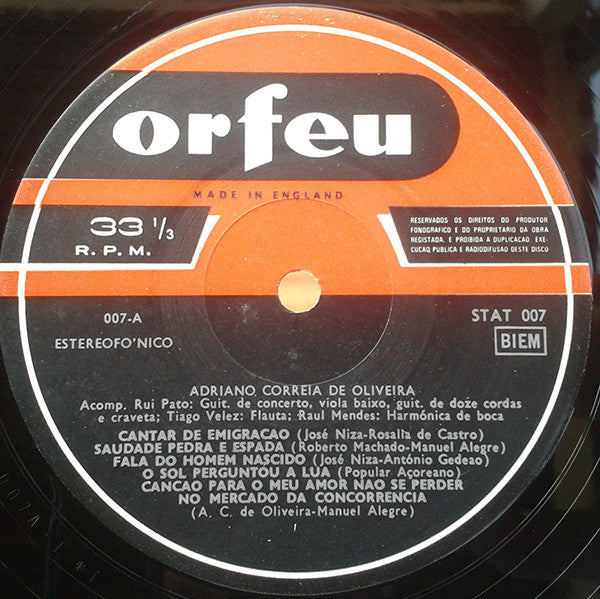 orfeu
MADE IN ENGLAND
33 1/3
R. P. M.
RESERVADOS OS DIREITOS DO PRODUTOR
FONOGRAFICO E DO PROPRIETARIO DA OBRA
REGISTADA. E PROIBIDA A DUPLICACAO. EXE-
CUCAQ PUBLICA E RADIODIFUSAO DESTE DISCU
007-A
STAT 007
ESTEREOFO'NICO
BIEM
ADRIANO CORREIA DE OLIVEIRA
Acomp. Rui Pato: Guit. de concerto, viola baixo, guit. de doze cordas
e craveta; Tiago Velez: Flauta; Raul Mendes: Harmónica de boca
CANTAR DE EMIGRACAO (José Niza-Rosalia de Castro)
SAUDADE PEDRA E ESPADA (Roberto Machado-Manuel Alegre)
FALA DO HOMEM NASCIDO (José Niza-António Gedeao)
O SOL PERGUNTOU A LUA (Popular Açoreano)
CANCAO PARA O MEU AMOR NAO SE PERDER
NO MERCADO DA CONCORRENCIA
(A. C. de Oliveira-Manuel Alegre)